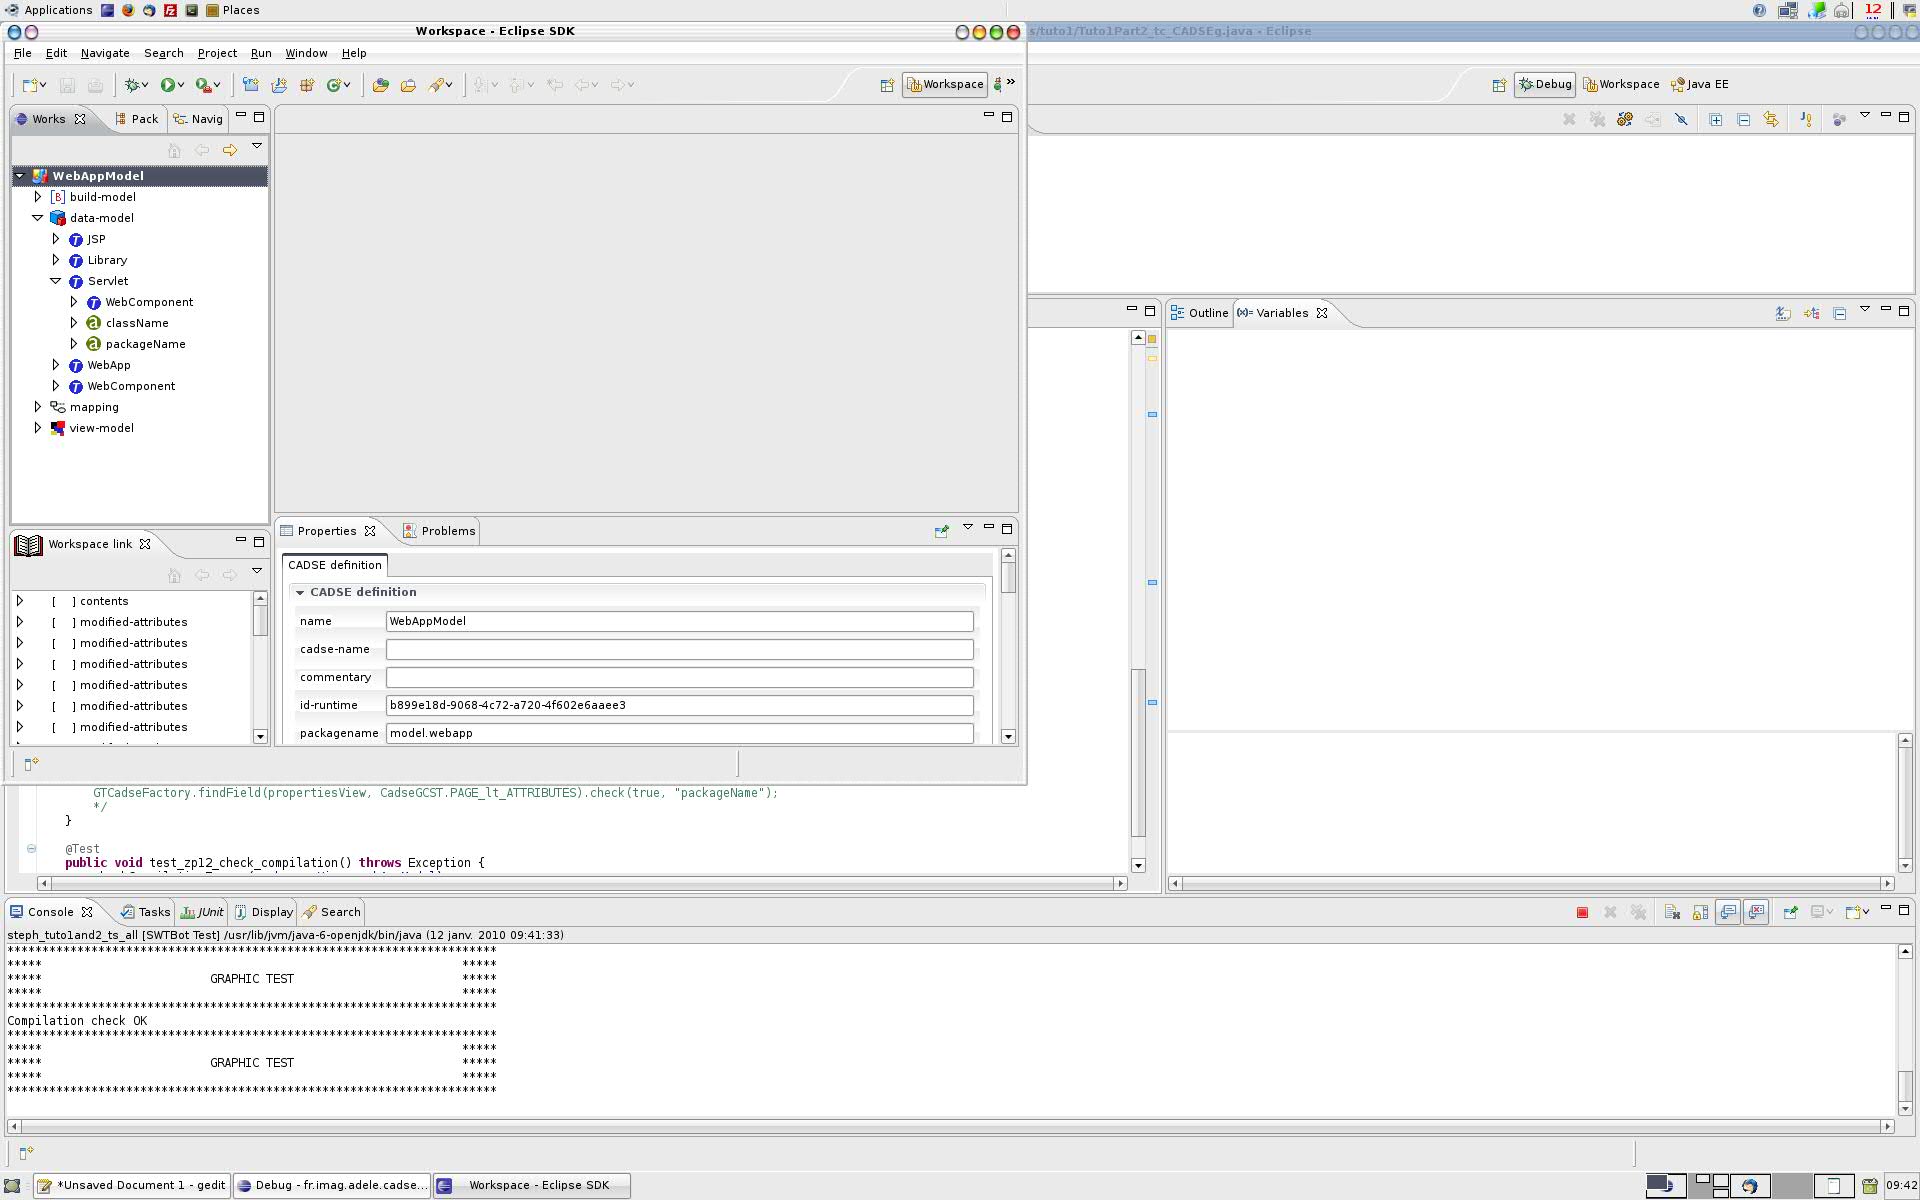 Applications Places 12
Workspace - Eclipse SDK
s/tuto1/Tuto1Part2_tc_CADSEg.java - Eclipse
File Edit Navigate Search Project Run Window Help
Workspace »
Debug Workspace Java EE
Works Pack Navig
WebAppModel
build-model
data-model
JSP
Library
Servlet
WebComponent
className
packageName
WebApp
WebComponent
mapping
view-model
Outline (x)= Variables
Properties Problems
Workspace link
CADSE definition
CADSE definition
name WebAppModel
cadse-name
commentary
id-runtime b899e18d-9068-4c72-a720-4f602e6aaee3
packagename model.webapp
[ ] contents
[ ] modified-attributes
[ ] modified-attributes
[ ] modified-attributes
[ ] modified-attributes
[ ] modified-attributes
[ ] modified-attributes
GTCadseFactory.findField(propertiesView, CadseGCST.PAGE_lt_ATTRIBUTES).check(true, "packageName");
*/
}
@Test
public void test_zp12_check_compilation() throws Exception {
Console Tasks JUnit Display Search
steph_tuto1and2_ts_all [SWTBot Test] /usr/lib/jvm/java-6-openjdk/bin/java (12 janv. 2010 09:41:33)
**********************************************************************
***** *****
***** GRAPHIC TEST *****
***** *****
**********************************************************************
Compilation check OK
**********************************************************************
***** *****
***** GRAPHIC TEST *****
***** *****
**********************************************************************
*Unsaved Document 1 - gedit Debug - fr.imag.adele.cadse... Workspace - Eclipse SDK 09:42